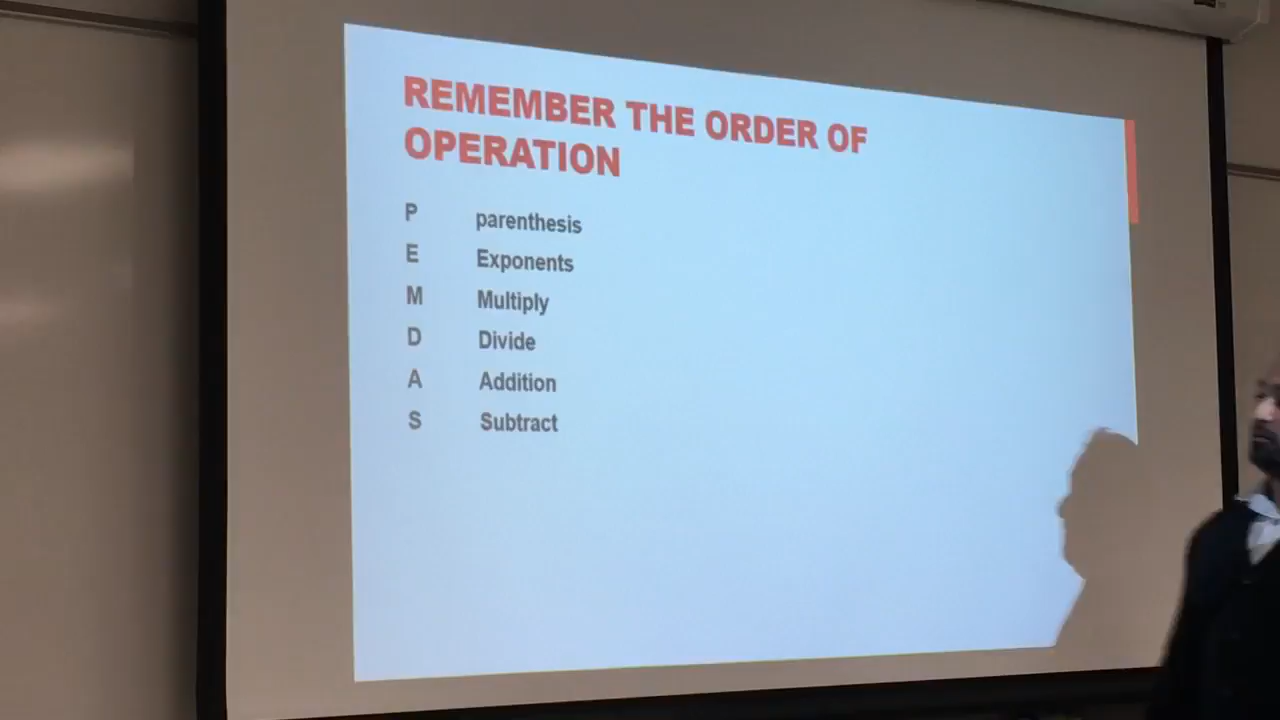 REMEMBER THE ORDER OF
OPERATION
P parenthesis
E Exponents
M Multiply
D Divide
A Addition
S Subtract